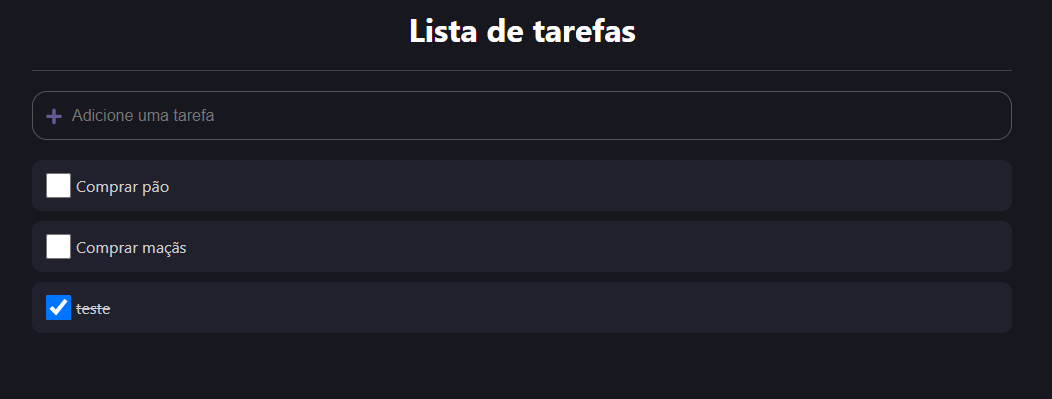 Lista de tarefas
Adicione uma tarefa
Comprar pão
Comprar maçãs
teste